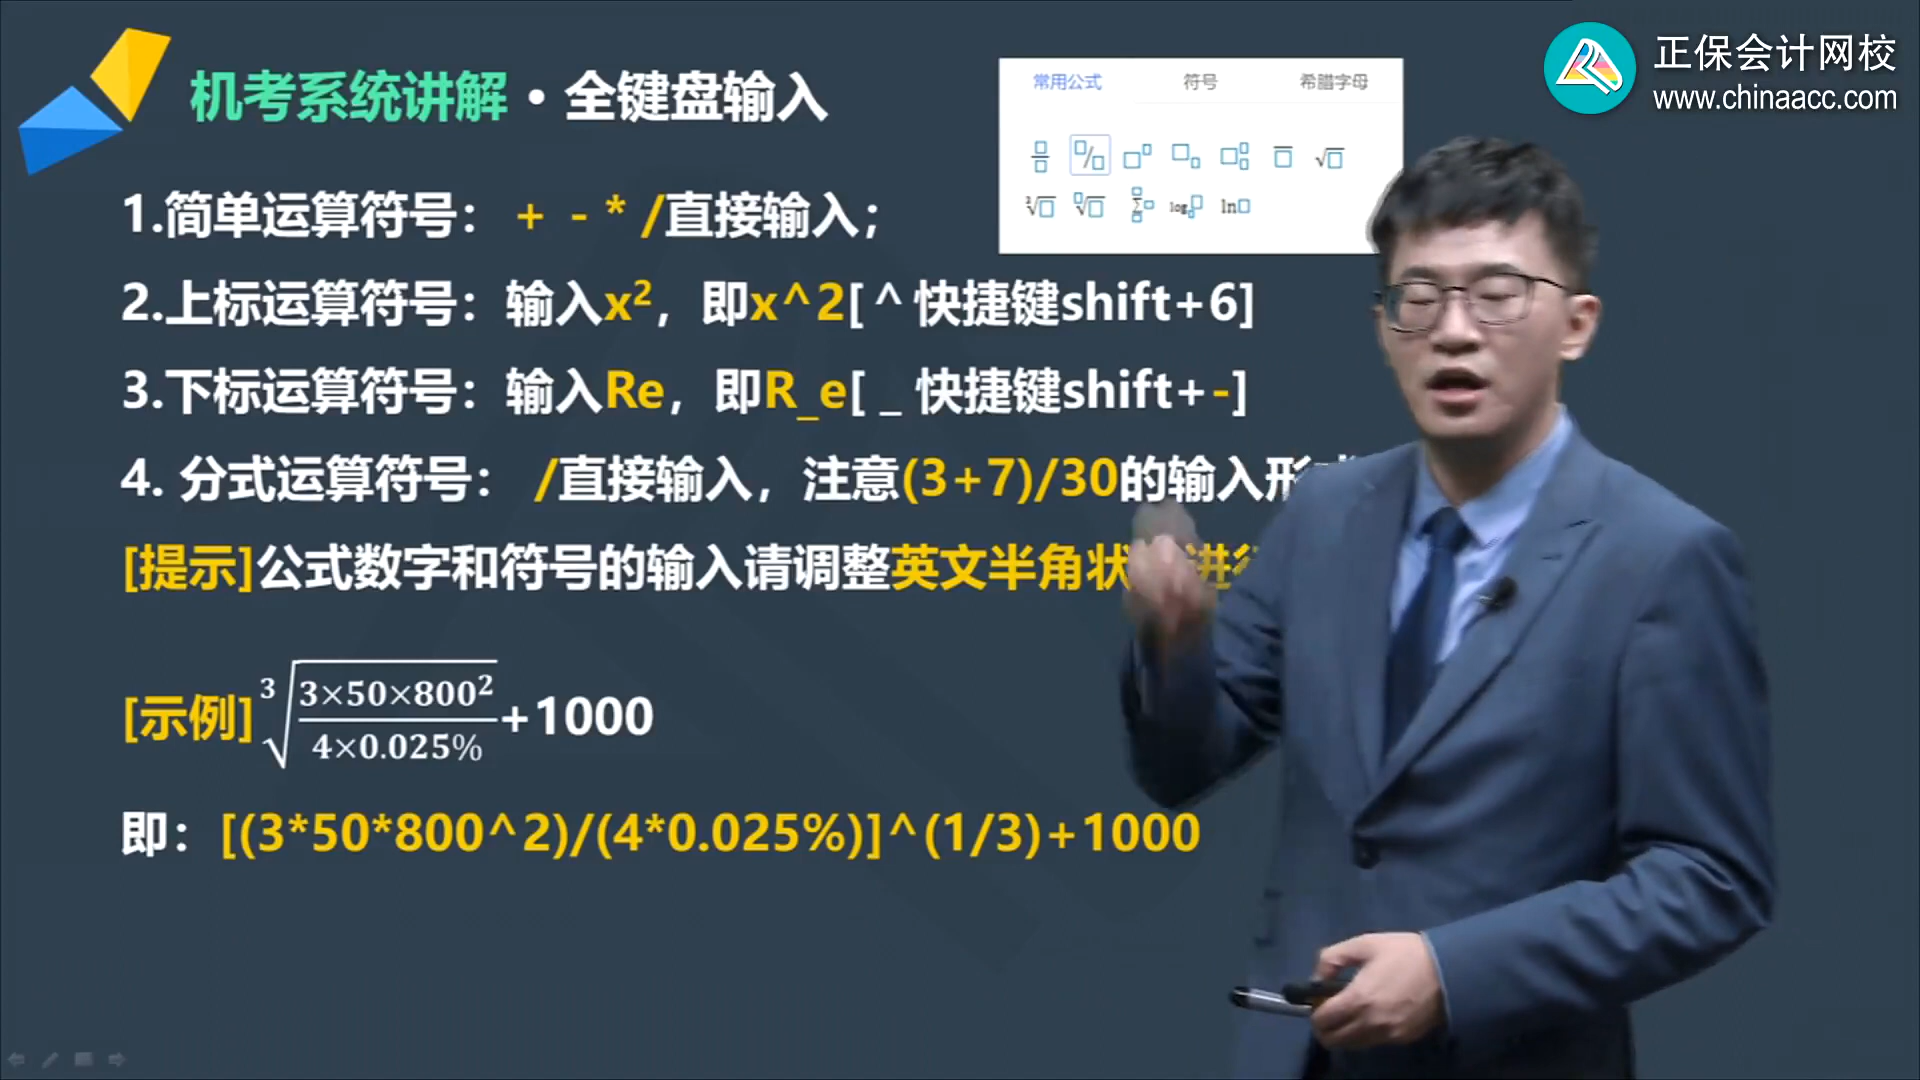 机考系统讲解·全键盘输入
正保会计网校
www.chinaacc.com
常用公式 符号 希腊字母
log ln
1.简单运算符号： + - * /直接输入；
2.上标运算符号：输入x²，即x^2[ ^ 快捷键shift+6]
3.下标运算符号：输入Re，即R_e[ _ 快捷键shift+-]
4. 分式运算符号： /直接输入，注意(3+7)/30的输入形
[提示]公式数字和符号的输入请调整英文半角状 进
[示例]∛((3×50×800²)/(4×0.025%))+1000
即：[(3*50*800^2)/(4*0.025%)]^(1/3)+1000